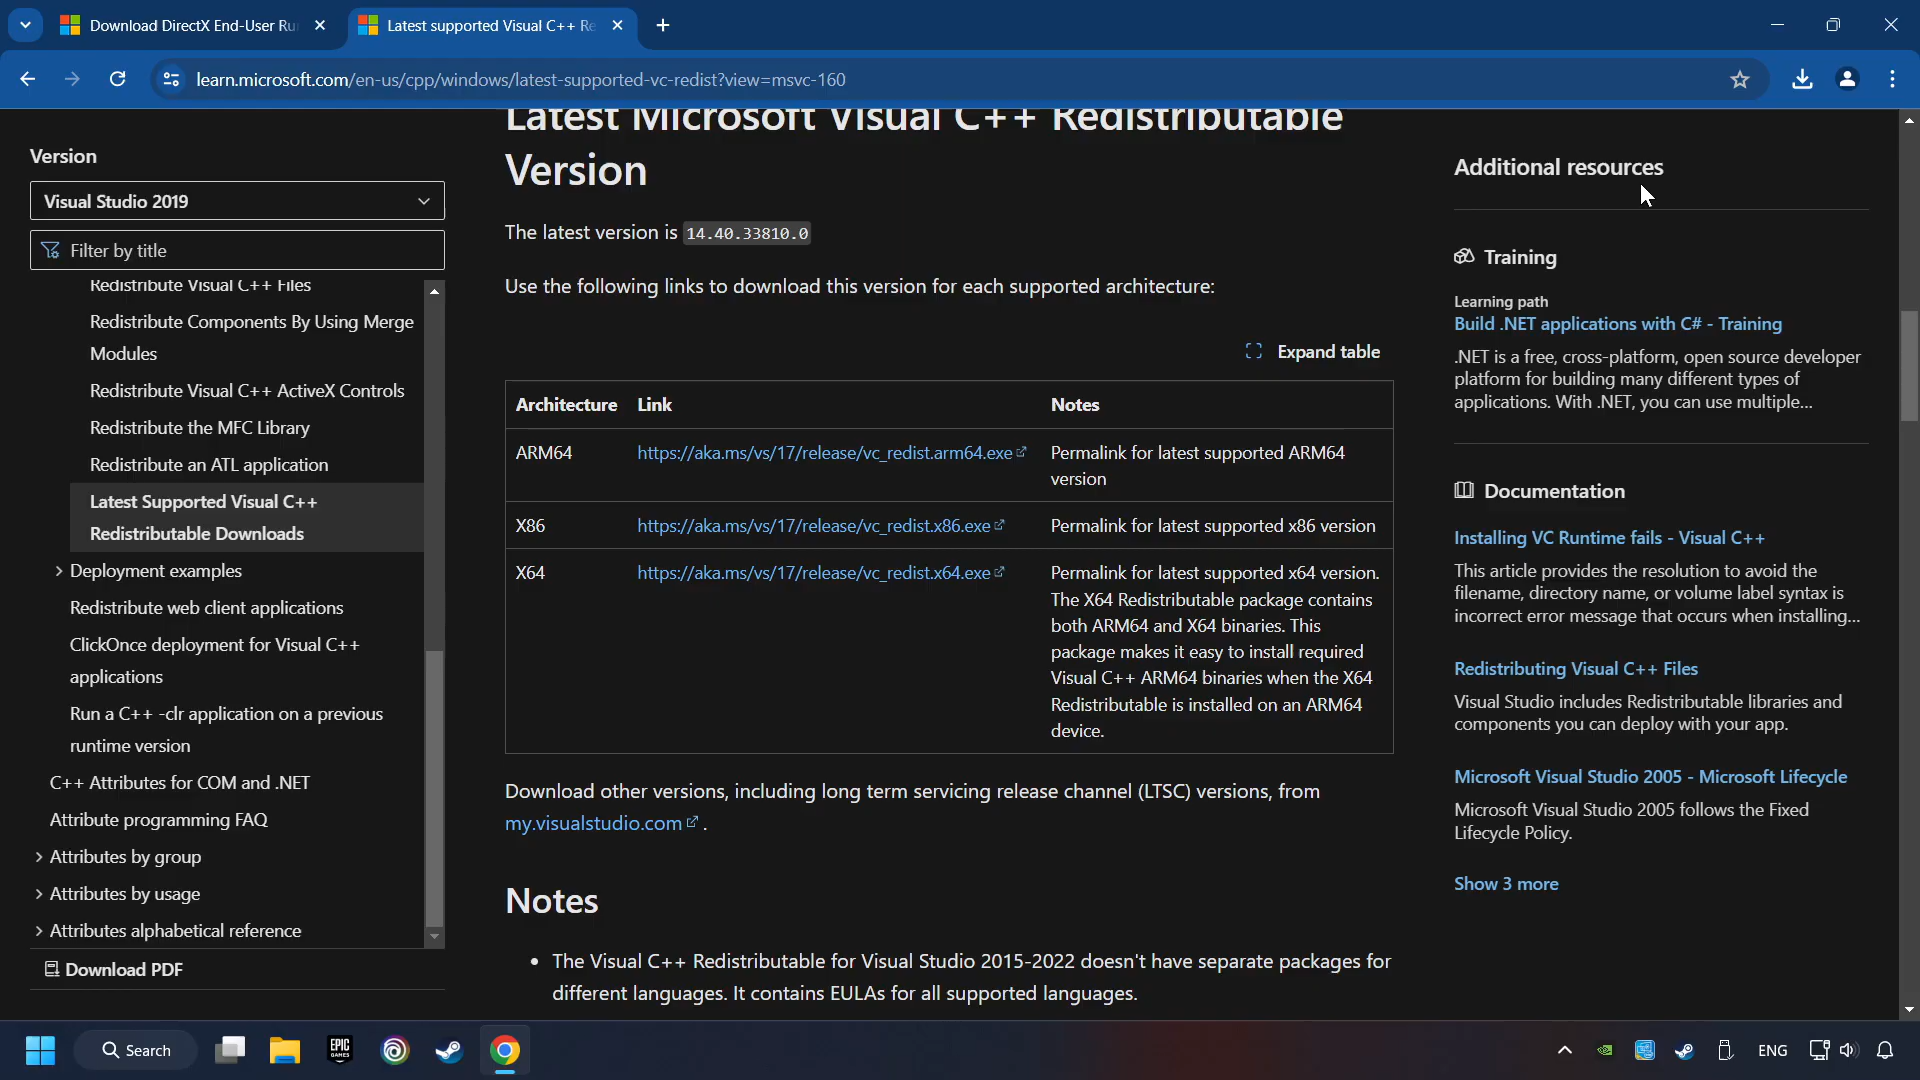 Download DirectX End-User Ru
Latest supported Visual C++ Re
learn.microsoft.com/en-us/cpp/windows/latest-supported-vc-redist?view=msvc-160
Version
Visual Studio 2019
Filter by title
Redistribute Visual C++ Files
Redistribute Components By Using Merge
Modules
Redistribute Visual C++ ActiveX Controls
Redistribute the MFC Library
Redistribute an ATL application
Latest Supported Visual C++
Redistributable Downloads
Deployment examples
Redistribute web client applications
ClickOnce deployment for Visual C++
applications
Run a C++ -clr application on a previous
runtime version
C++ Attributes for COM and .NET
Attribute programming FAQ
Attributes by group
Attributes by usage
Attributes alphabetical reference
Download PDF
Latest Microsoft Visual C++ Redistributable
Version
The latest version is 14.40.33810.0
Use the following links to download this version for each supported architecture:
Expand table
Architecture Link Notes
ARM64 https://aka.ms/vs/17/release/vc_redist.arm64.exe Permalink for latest supported ARM64
version
X86 https://aka.ms/vs/17/release/vc_redist.x86.exe Permalink for latest supported x86 version
X64 https://aka.ms/vs/17/release/vc_redist.x64.exe Permalink for latest supported x64 version.
The X64 Redistributable package contains
both ARM64 and X64 binaries. This
package makes it easy to install required
Visual C++ ARM64 binaries when the X64
Redistributable is installed on an ARM64
device.
Download other versions, including long term servicing release channel (LTSC) versions, from
my.visualstudio.com .
Notes
• The Visual C++ Redistributable for Visual Studio 2015-2022 doesn't have separate packages for
different languages. It contains EULAs for all supported languages.
Additional resources
Training
Learning path
Build .NET applications with C# - Training
.NET is a free, cross-platform, open source developer
platform for building many different types of
applications. With .NET, you can use multiple...
Documentation
Installing VC Runtime fails - Visual C++
This article provides the resolution to avoid the
filename, directory name, or volume label syntax is
incorrect error message that occurs when installing...
Redistributing Visual C++ Files
Visual Studio includes Redistributable libraries and
components you can deploy with your app.
Microsoft Visual Studio 2005 - Microsoft Lifecycle
Microsoft Visual Studio 2005 follows the Fixed
Lifecycle Policy.
Show 3 more
Search
EPIC
GAMES
ENG